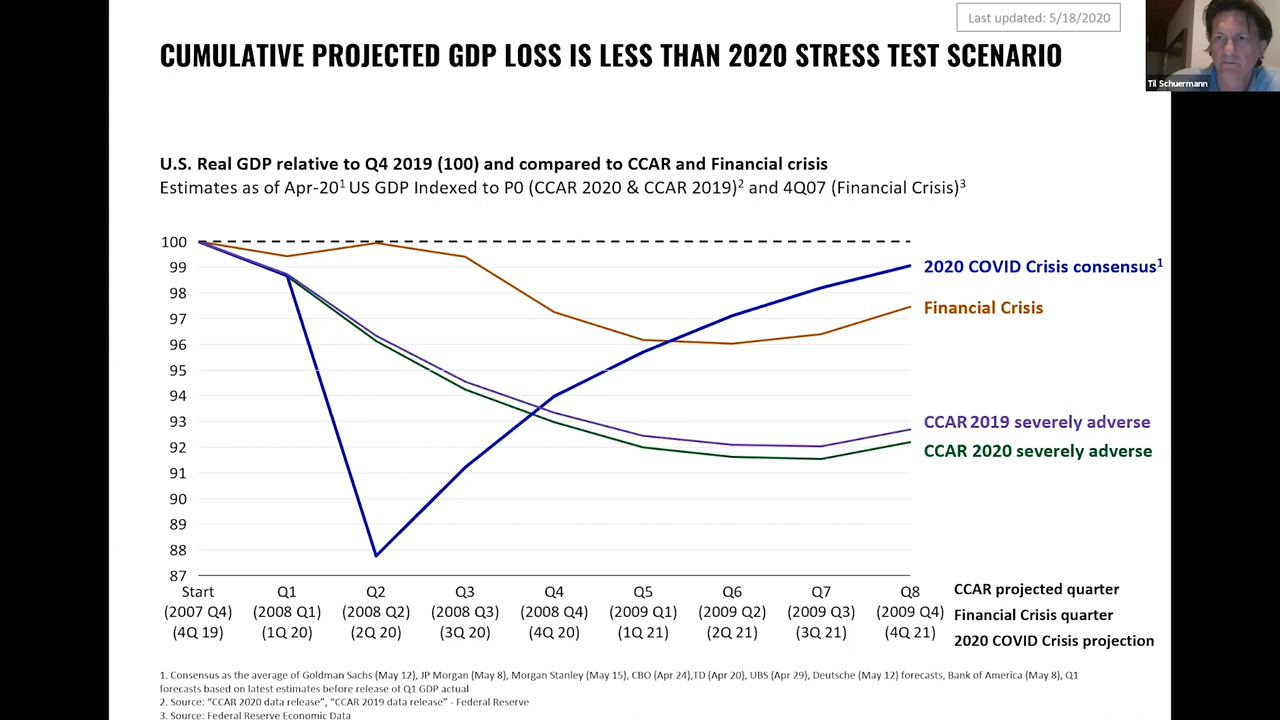 Last updated: 5/18/2020
CUMULATIVE PROJECTED GDP LOSS IS LESS THAN 2020 STRESS TEST SCENARIO
Til Schuermann
U.S. Real GDP relative to Q4 2019 (100) and compared to CCAR and Financial crisis
Estimates as of Apr-20¹ US GDP Indexed to P0 (CCAR 2020 & CCAR 2019)² and 4Q07 (Financial Crisis)³
100
99
98
97
96
95
94
93
92
91
90
89
88
87
2020 COVID Crisis consensus¹
Financial Crisis
CCAR 2019 severely adverse
CCAR 2020 severely adverse
Start Q1 Q2 Q3 Q4 Q5 Q6 Q7 Q8 CCAR projected quarter
(2007 Q4) (2008 Q1) (2008 Q2) (2008 Q3) (2008 Q4) (2009 Q1) (2009 Q2) (2009 Q3) (2009 Q4) Financial Crisis quarter
(4Q 19) (1Q 20) (2Q 20) (3Q 20) (4Q 20) (1Q 21) (2Q 21) (3Q 21) (4Q 21) 2020 COVID Crisis projection
1. Consensus as the average of Goldman Sachs (May 12), JP Morgan (May 8), Morgan Stanley (May 15), CBO (Apr 24),TD (Apr 20), UBS (Apr 29), Deutsche (May 12) forecasts, Bank of America (May 8), Q1
forecasts based on latest estimates before release of Q1 GDP actual
2. Source: “CCAR 2020 data release”, “CCAR 2019 data release” - Federal Reserve
3. Source: Federal Reserve Economic Data